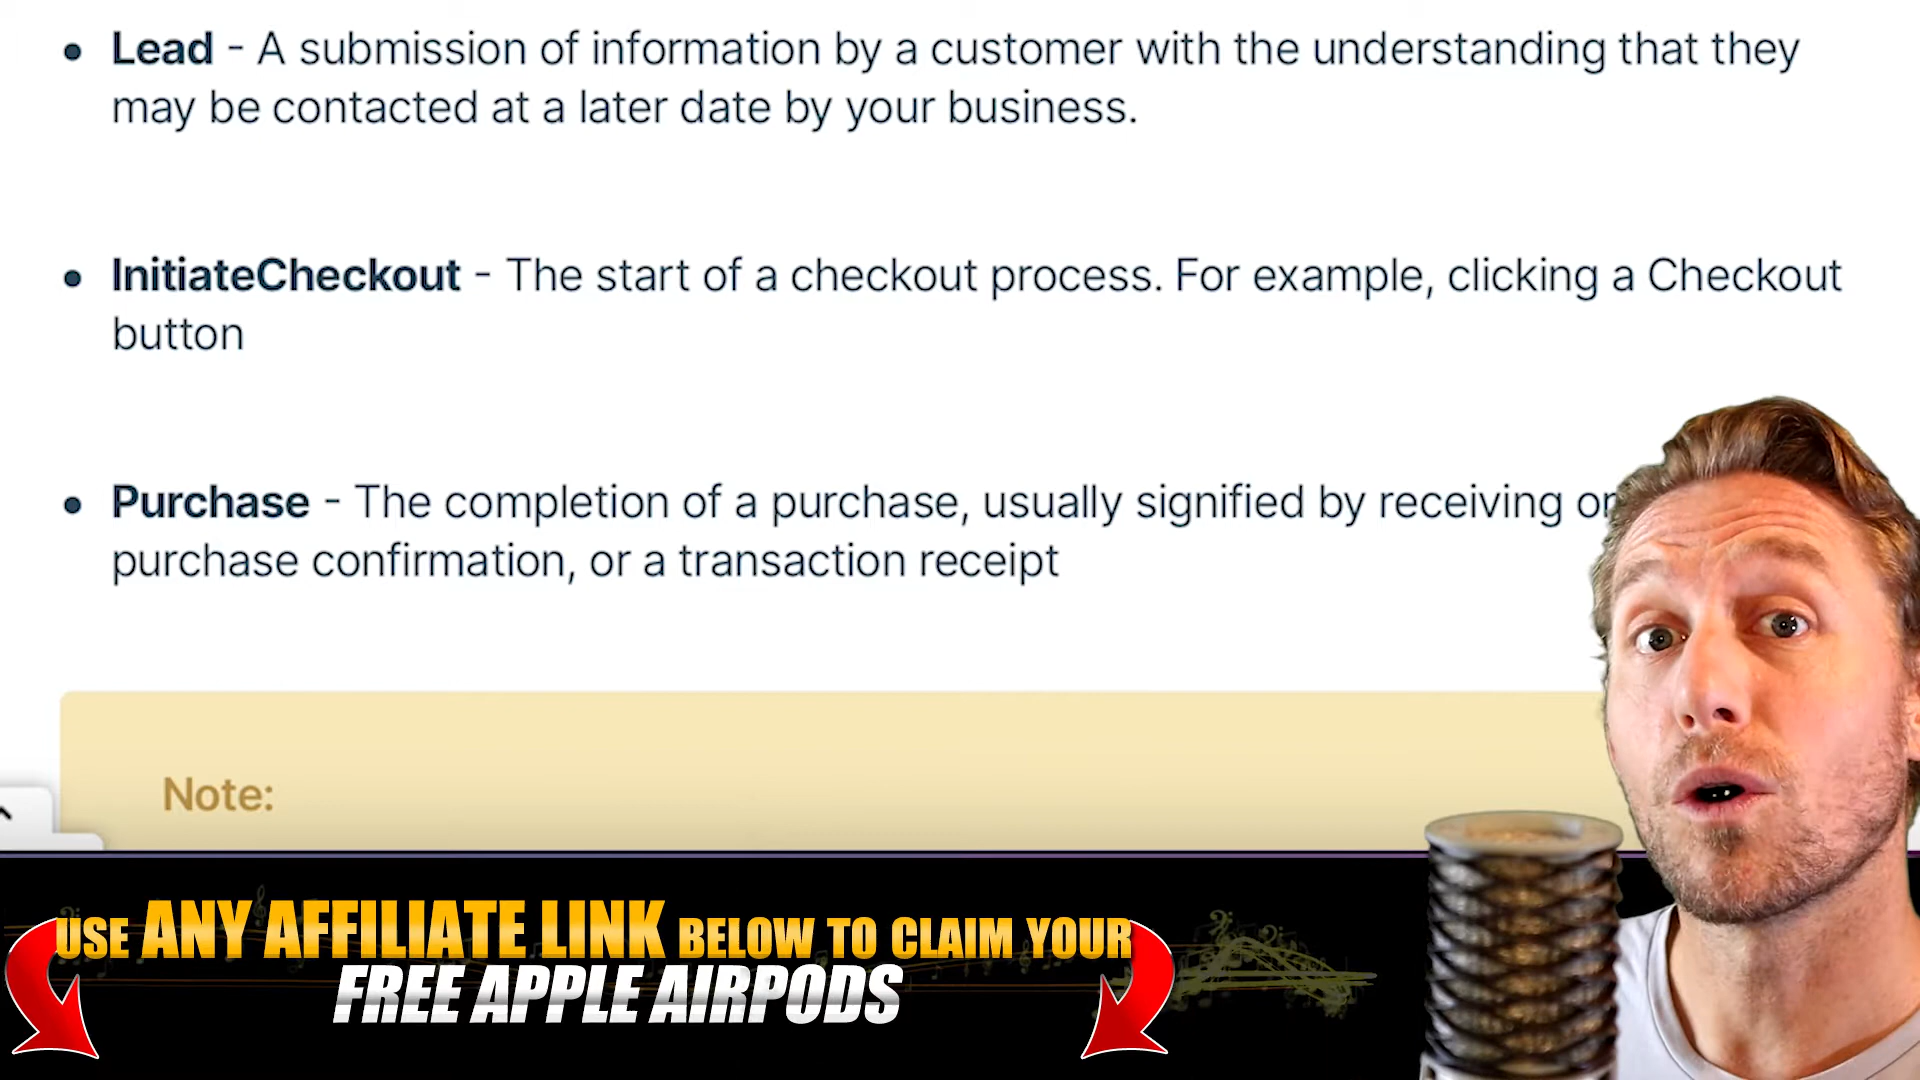 • Lead - A submission of information by a customer with the understanding that they
may be contacted at a later date by your business.
• InitiateCheckout - The start of a checkout process. For example, clicking a Checkout
button
• Purchase - The completion of a purchase, usually signified by receiving
purchase confirmation, or a transaction receipt
Note:
USE ANY AFFILIATE LINK BELOW TO CLAIM YOUR
FREE APPLE AIRPODS